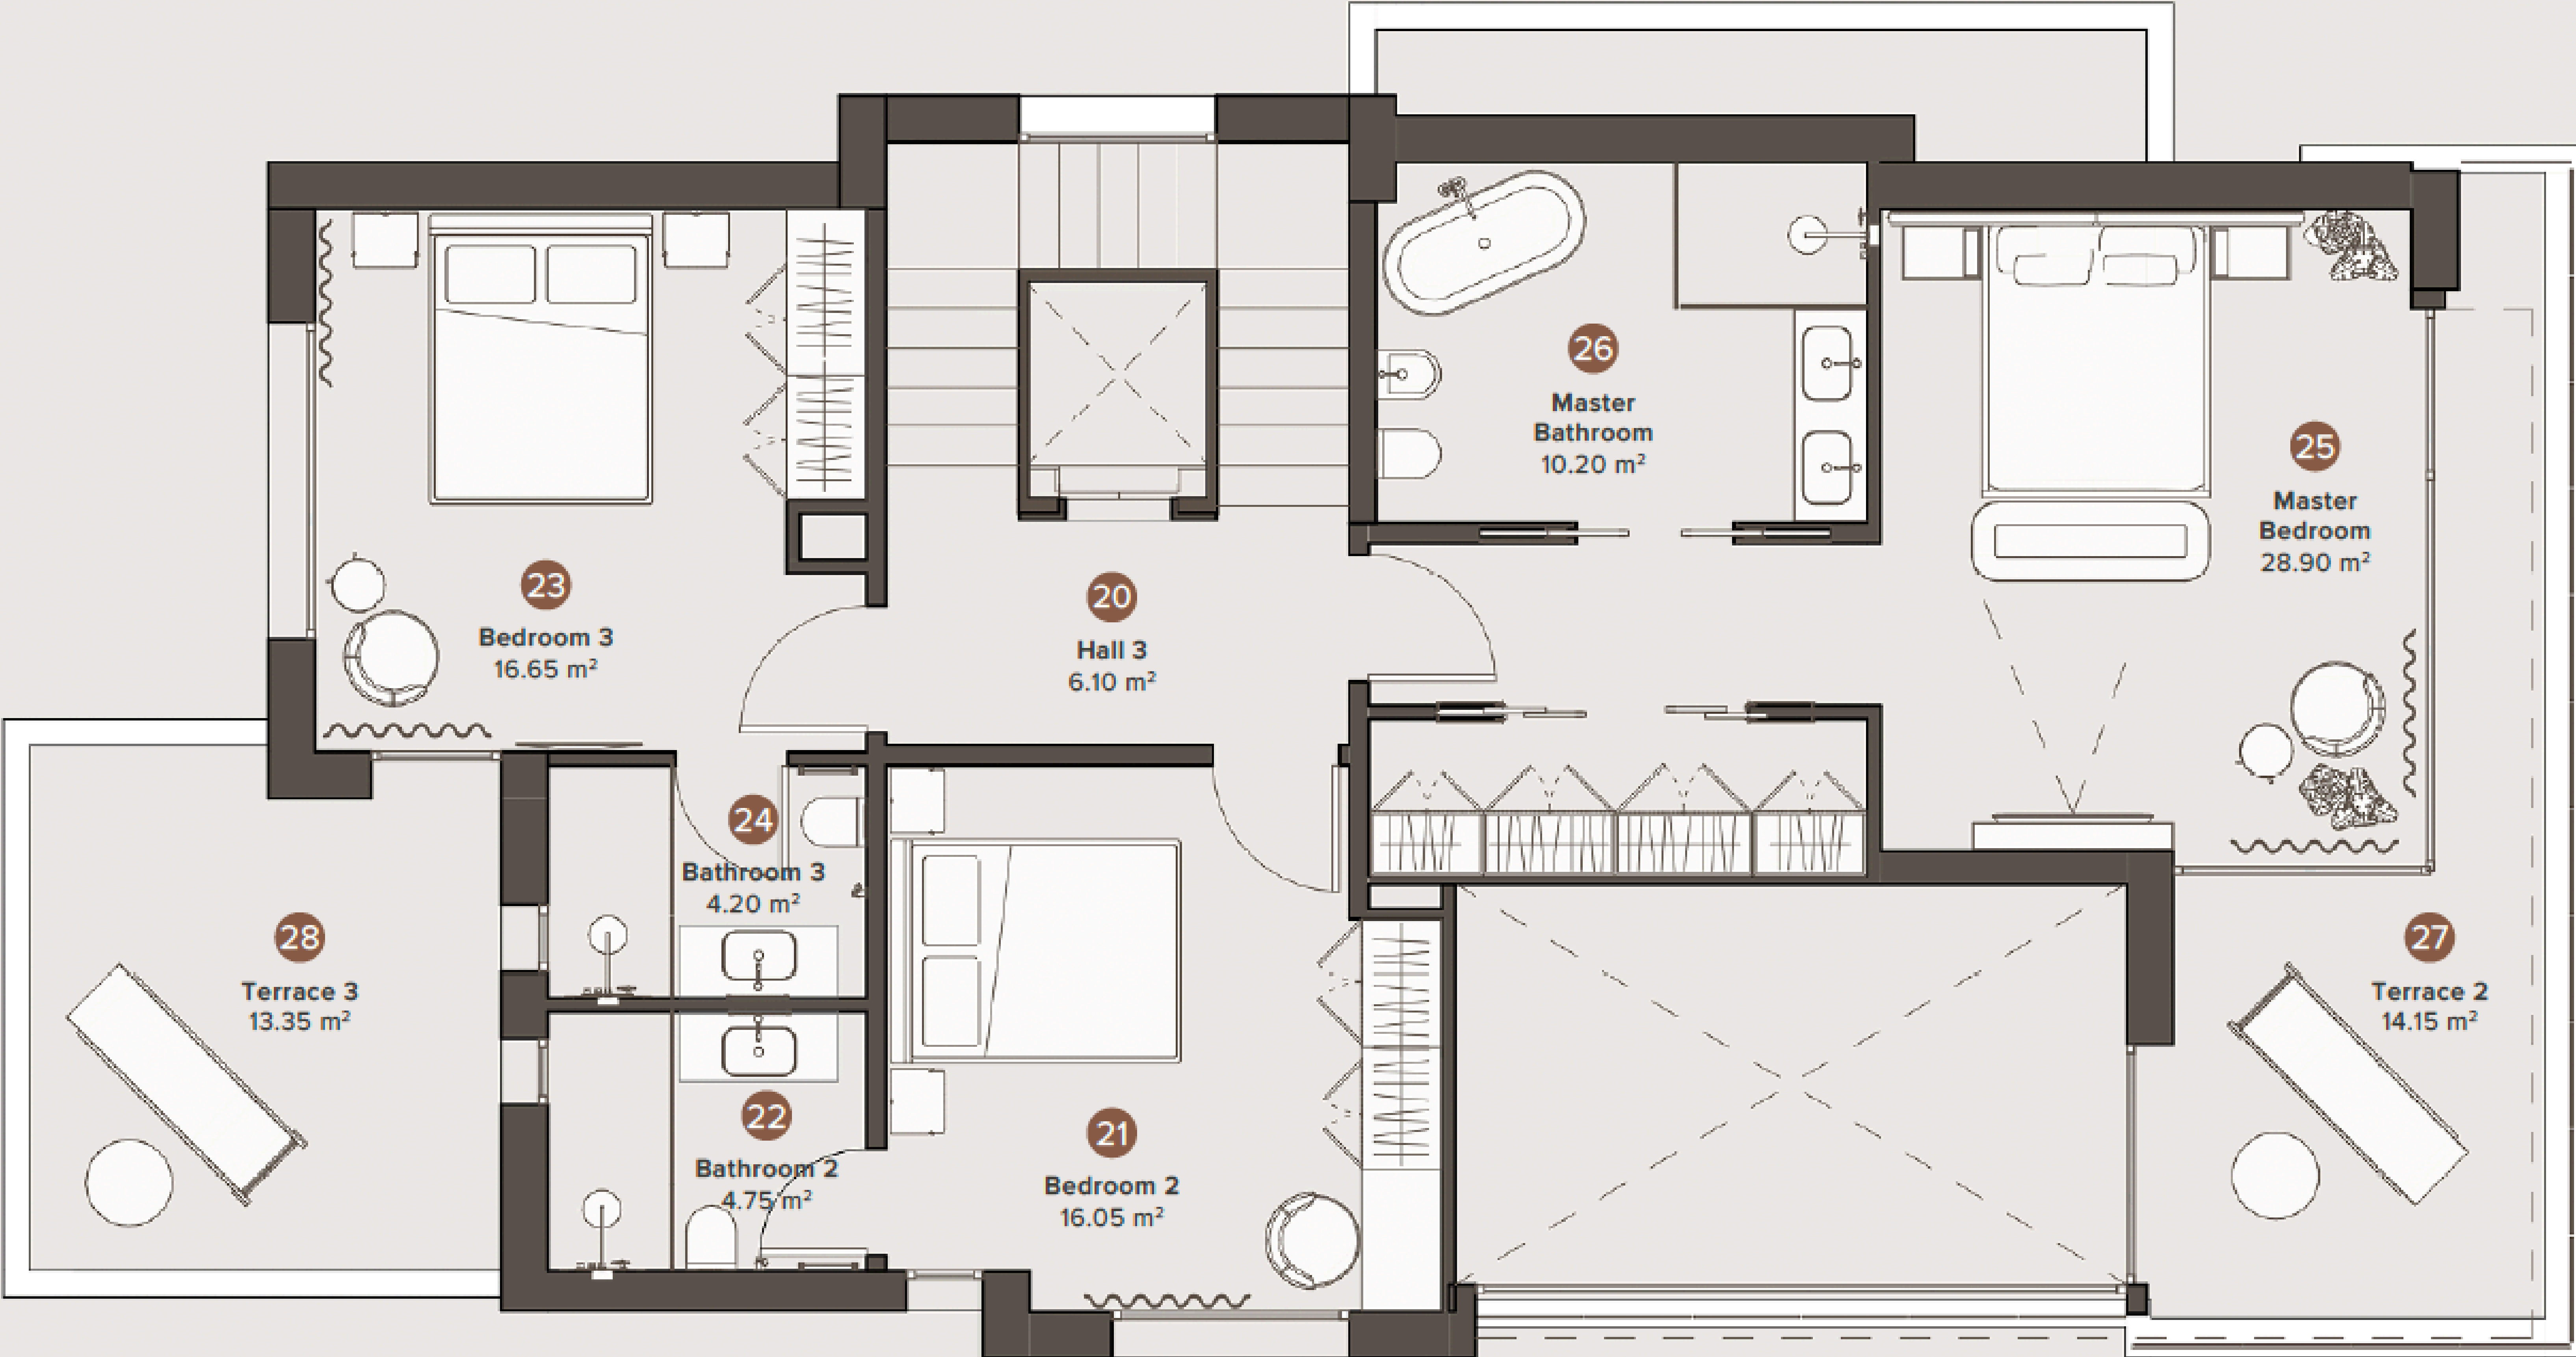 26
Master
Bathroom
10.20 m²
25
Master
Bedroom
28.90 m²
23
Bedroom 3
16.65 m²
20
Hall 3
6.10 m²
24
Bathroom 3
4.20 m²
28
Terrace 3
13.35 m²
27
Terrace 2
14.15 m²
22
Bathroom 2
4.75 m²
21
Bedroom 2
16.05 m²